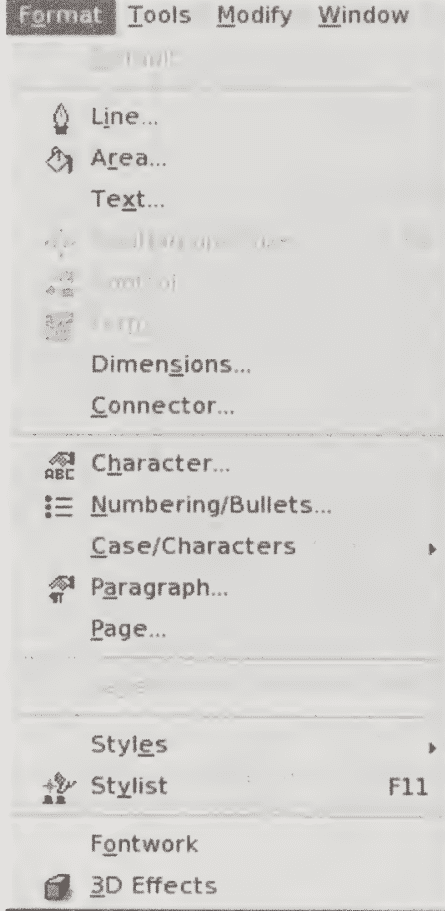 Format Tools Modify Window
Line...
Area...
Text...
Dimensions...
Connector...
ABC Character...
Numbering/Bullets...
Case/Characters
Paragraph...
Page...
Styles
Stylist F11
Fontwork
3D Effects